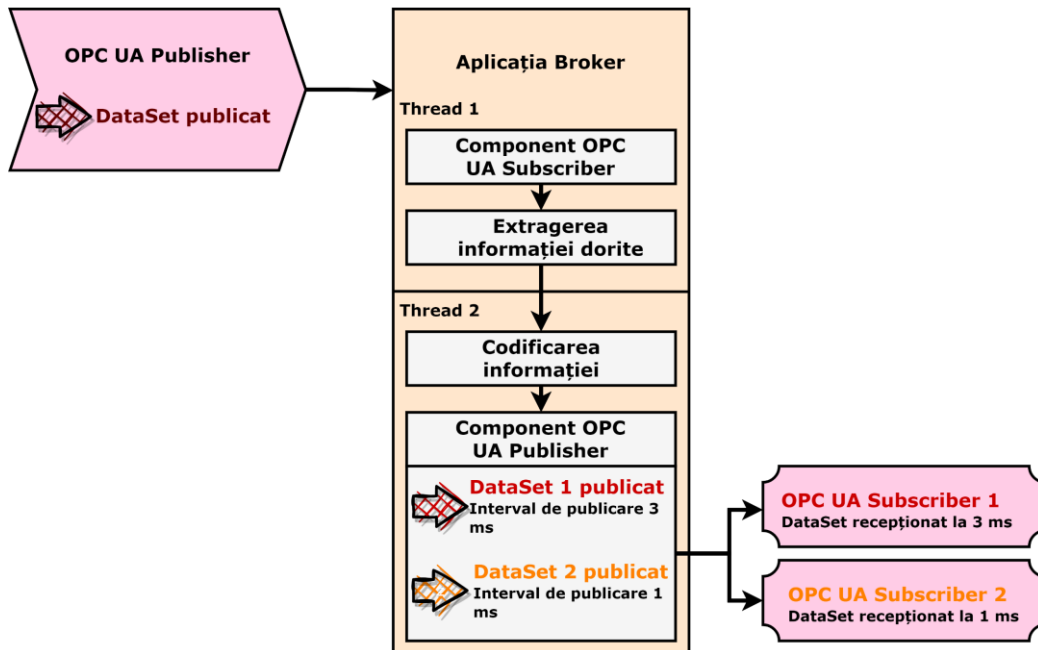 OPC UA Publisher
DataSet publicat
Aplicația Broker
Thread 1
Component OPC
UA Subscriber
Extragerea
informației dorite
Thread 2
Codificarea
informației
Component OPC
UA Publisher
DataSet 1 publicat
Interval de publicare 3
ms
DataSet 2 publicat
Interval de publicare 1
ms
OPC UA Subscriber 1
DataSet recepționat la 3 ms
OPC UA Subscriber 2
DataSet recepționat la 1 ms